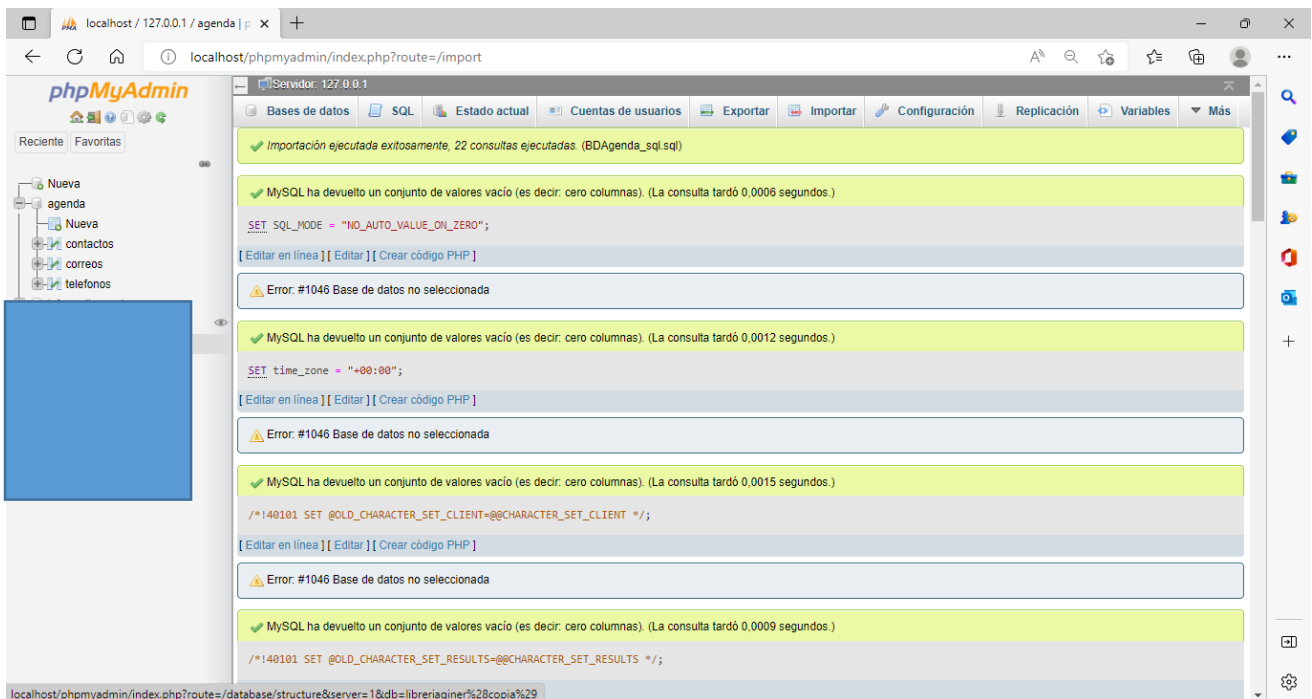 localhost / 127.0.0.1 / agenda | p
localhost/phpmyadmin/index.php?route=/import
phpMyAdmin
Reciente Favoritas
Nueva
agenda
Nueva
contactos
correos
telefonos
Servidor: 127.0.0.1
Bases de datos SQL Estado actual Cuentas de usuarios Exportar Importar Configuración Replicación Variables Más
Importación ejecutada exitosamente, 22 consultas ejecutadas. (BDAgenda_sql.sql)
MySQL ha devuelto un conjunto de valores vacío (es decir: cero columnas). (La consulta tardó 0,0006 segundos.)
SET SQL_MODE = "NO_AUTO_VALUE_ON_ZERO";
[ Editar en línea ] [ Editar ] [ Crear código PHP ]
Error: #1046 Base de datos no seleccionada
MySQL ha devuelto un conjunto de valores vacío (es decir: cero columnas). (La consulta tardó 0,0012 segundos.)
SET time_zone = "+00:00";
[ Editar en línea ] [ Editar ] [ Crear código PHP ]
Error: #1046 Base de datos no seleccionada
MySQL ha devuelto un conjunto de valores vacío (es decir: cero columnas). (La consulta tardó 0,0015 segundos.)
/*!40101 SET @OLD_CHARACTER_SET_CLIENT=@@CHARACTER_SET_CLIENT */;
[ Editar en línea ] [ Editar ] [ Crear código PHP ]
Error: #1046 Base de datos no seleccionada
MySQL ha devuelto un conjunto de valores vacío (es decir: cero columnas). (La consulta tardó 0,0009 segundos.)
/*!40101 SET @OLD_CHARACTER_SET_RESULTS=@@CHARACTER_SET_RESULTS */;
localhost/phpmyadmin/index.php?route=/database/structure&server=1&db=libreriaginer%28copia%29